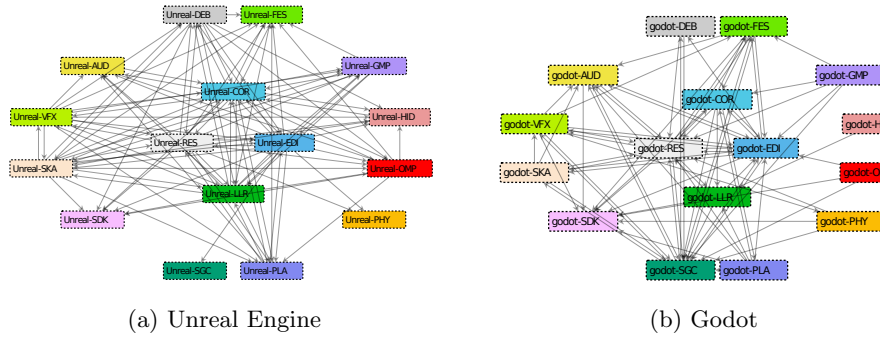 Unreal-DEB Unreal-FES
Unreal-AUD Unreal-GMP
Unreal-COR
Unreal-VFX Unreal-HID
Unreal-RES Unreal-EDI
Unreal-SKA Unreal-OMP
Unreal-LLR
Unreal-SDK Unreal-PHY
Unreal-SGC Unreal-PLA
(a) Unreal Engine
godot-DEB godot-FES
godot-AUD godot-GMP
godot-COR
godot-VFX godot-H
godot-RES godot-EDI
godot-SKA godot-O
godot-LLR
godot-SDK godot-PHY
godot-SGC godot-PLA
(b) Godot